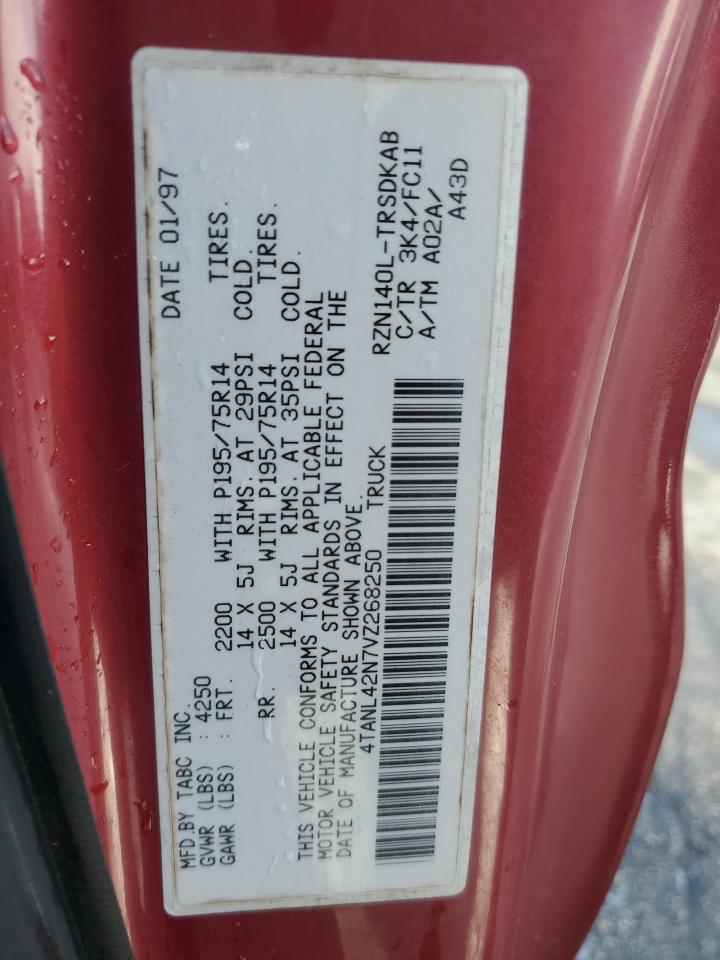 MFD.BY TABC INC. DATE 01/97
GVWR (LBS) : 4250
GAWR (LBS) : FRT. 2200 WITH P195/75R14 TIRES.
14 X 5J RIMS. AT 29PSI COLD.
RR. 2500 WITH P195/75R14 TIRES.
14 X 5J RIMS. AT 35PSI COLD.
THIS VEHICLE CONFORMS TO ALL APPLICABLE FEDERAL
MOTOR VEHICLE SAFETY STANDARDS IN EFFECT ON THE
DATE OF MANUFACTURE SHOWN ABOVE.
4TANL42N7VZ268250 TRUCK
RZN140L-TRSDKAB
C/TR 3K4/FC11
A/TM A02A/
A43D